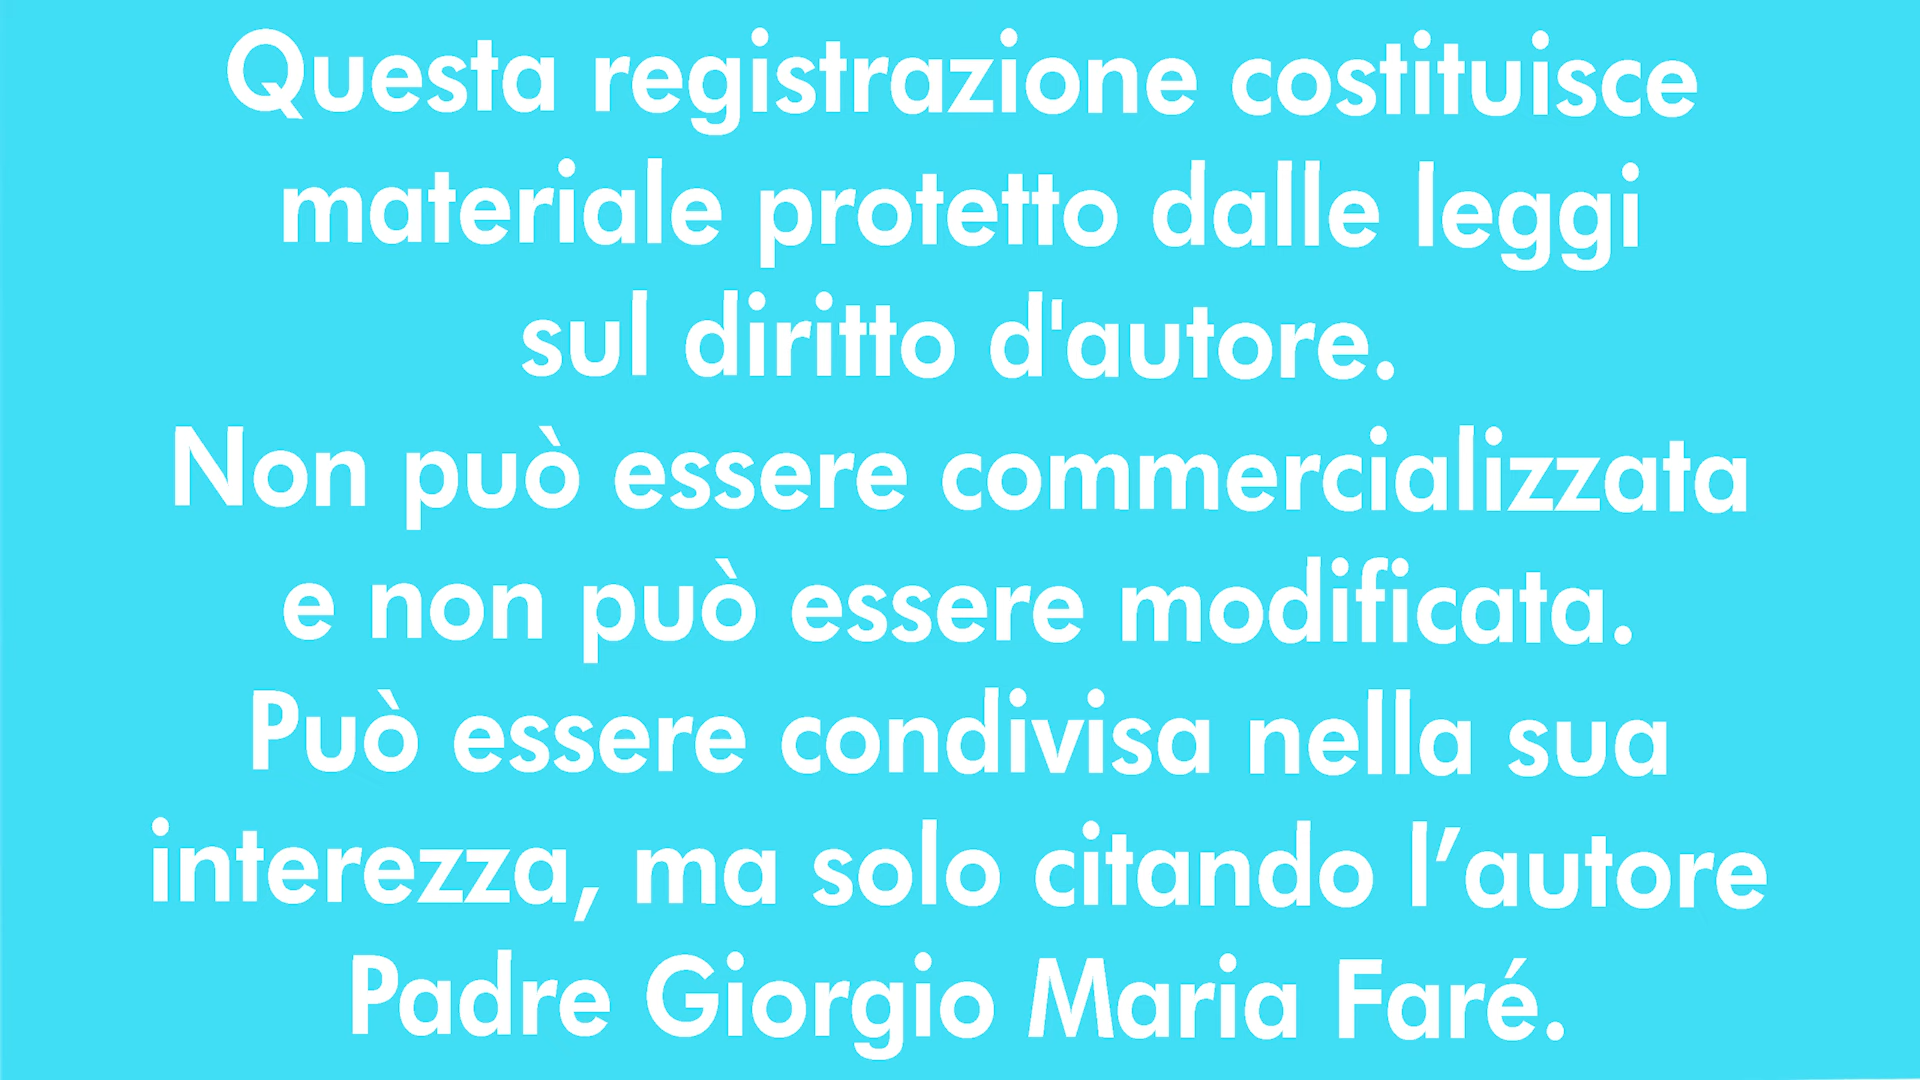 Questa registrazione costituisce
materiale protetto dalle leggi
sul diritto d'autore.
Non può essere commercializzata
e non può essere modificata.
Può essere condivisa nella sua
interezza, ma solo citando l’autore
Padre Giorgio Maria Faré.